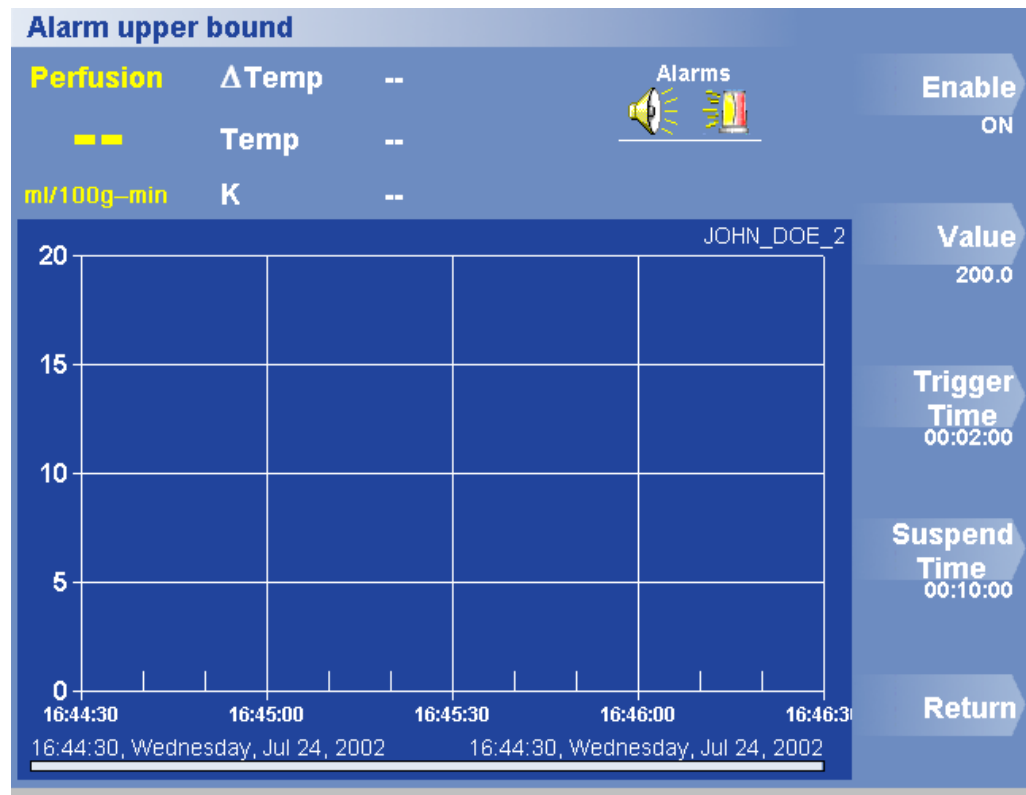 Alarm upper bound
Perfusion ΔTemp --
-- Temp --
ml/100g–min K --
Alarms
Enable
ON
Value
200.0
Trigger
Time
00:02:00
Suspend
Time
00:10:00
Return
JOHN_DOE_2
20
15
10
5
0
16:44:30 16:45:00 16:45:30 16:46:00 16:46:3
16:44:30, Wednesday, Jul 24, 2002 16:44:30, Wednesday, Jul 24, 2002